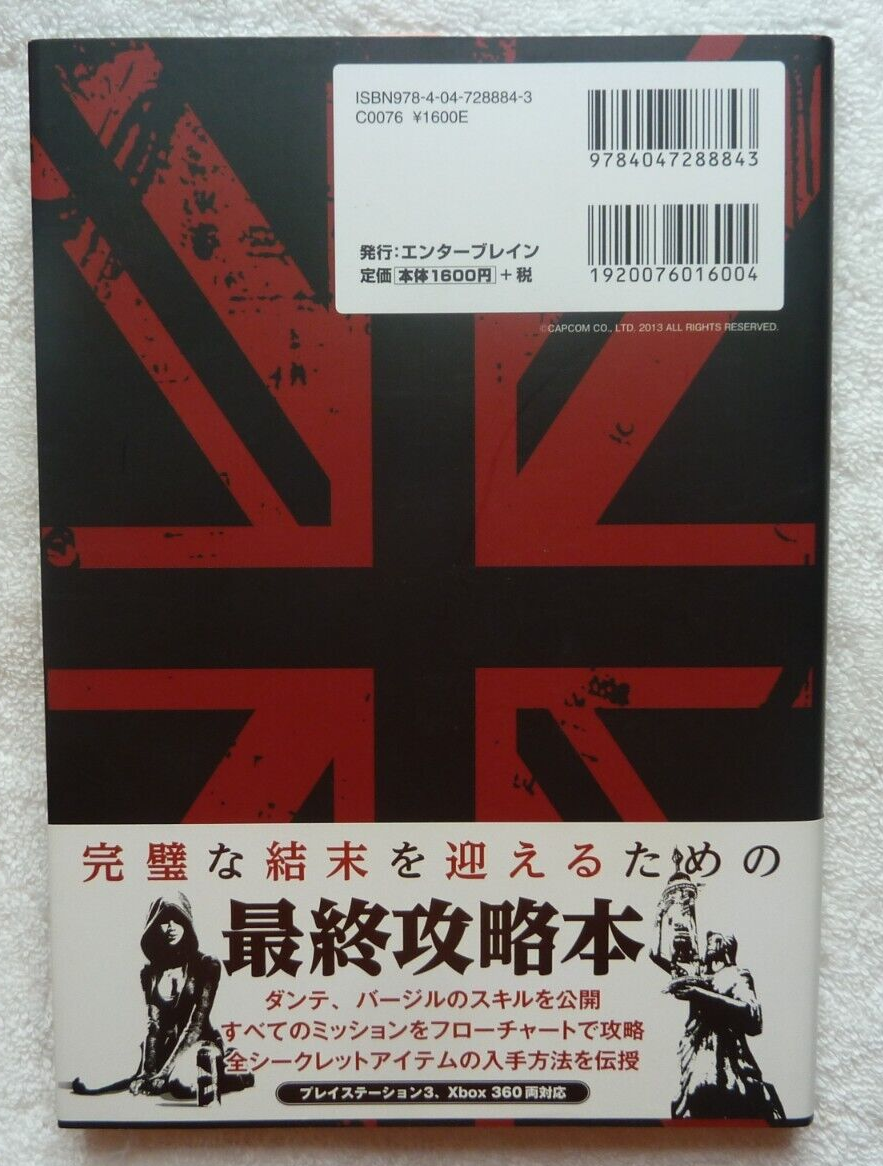 ISBN978-4-04-728884-3
C0076 ¥1600E
9784047288843
発行:エンターブレイン
定価 本体1600円 +税
1920076016004
©CAPCOM CO., LTD. 2013 ALL RIGHTS RESERVED.
完璧な結末を迎えるための
最終攻略本
ダンテ、バージルのスキルを公開
すべてのミッションをフローチャートで攻略
全シークレットアイテムの入手方法を伝授
プレイステーション3、Xbox 360両対応